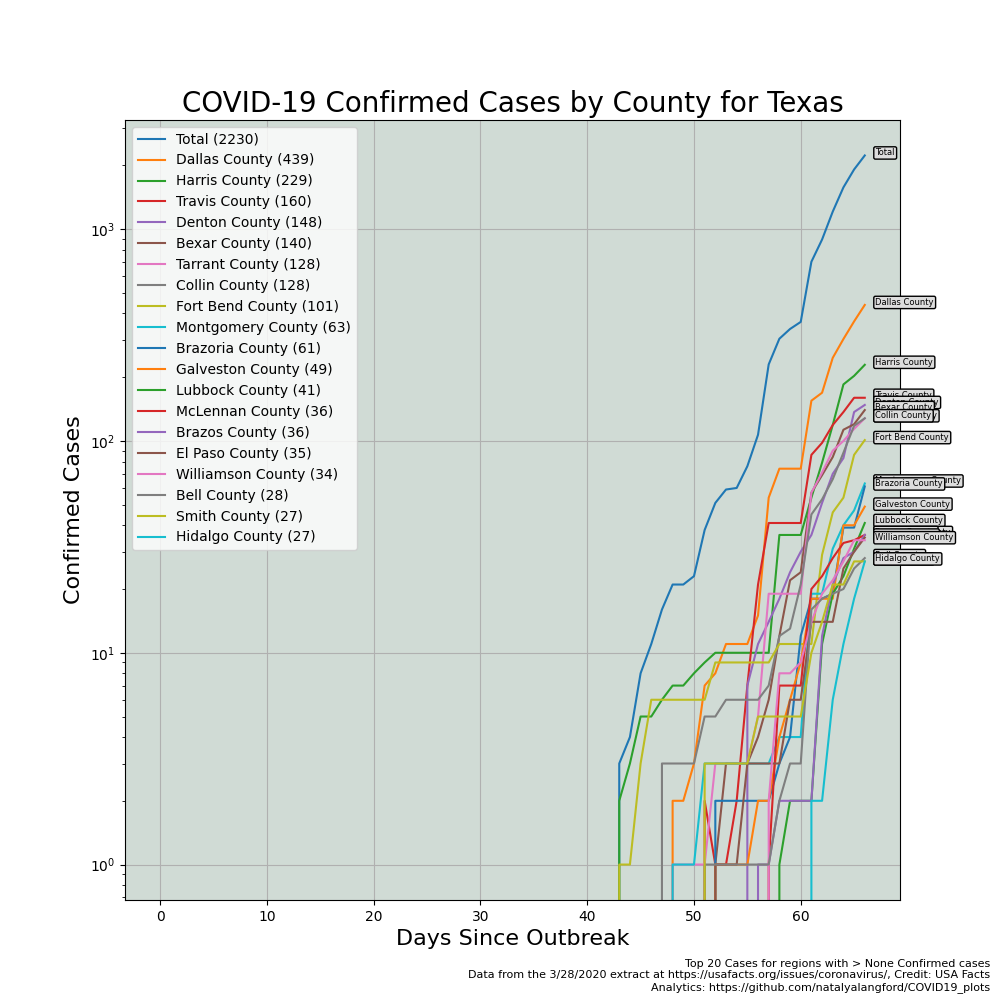 COVID-19 Confirmed Cases by County for Texas
Total (2230)
Dallas County (439)
Harris County (229)
Travis County (160)
Denton County (148)
Bexar County (140)
Tarrant County (128)
Collin County (128)
Fort Bend County (101)
Montgomery County (63)
Brazoria County (61)
Galveston County (49)
Lubbock County (41)
McLennan County (36)
Brazos County (36)
El Paso County (35)
Williamson County (34)
Bell County (28)
Smith County (27)
Hidalgo County (27)
Total
Dallas County
Harris County
Travis County
Bexar County
Collin County
Fort Bend County
Brazoria County
Galveston County
Lubbock County
Williamson County
Hidalgo County
Confirmed Cases
10³
10²
10¹
10⁰
0 10 20 30 40 50 60
Days Since Outbreak
Top 20 Cases for regions with > None Confirmed cases
Data from the 3/28/2020 extract at https://usafacts.org/issues/coronavirus/, Credit: USA Facts
Analytics: https://github.com/natalyalangford/COVID19_plots